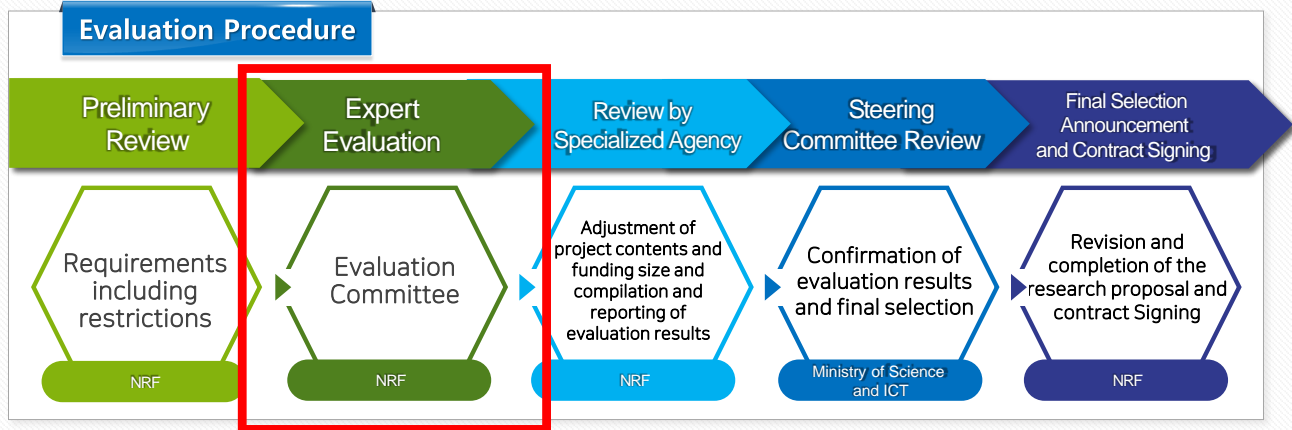 Evaluation Procedure
Preliminary
Review
Expert
Evaluation
Review by
Specialized Agency
Steering
Committee Review
Final Selection
Announcement
and Contract Signing
Requirements
including
restrictions
NRF
Evaluation
Committee
NRF
Adjustment of
project contents and
funding size and
compilation and
reporting of
evaluation results
NRF
Confirmation of
evaluation results
and final selection
Ministry of Science
and ICT
Revision and
completion of the
research proposal and
contract Signing
NRF